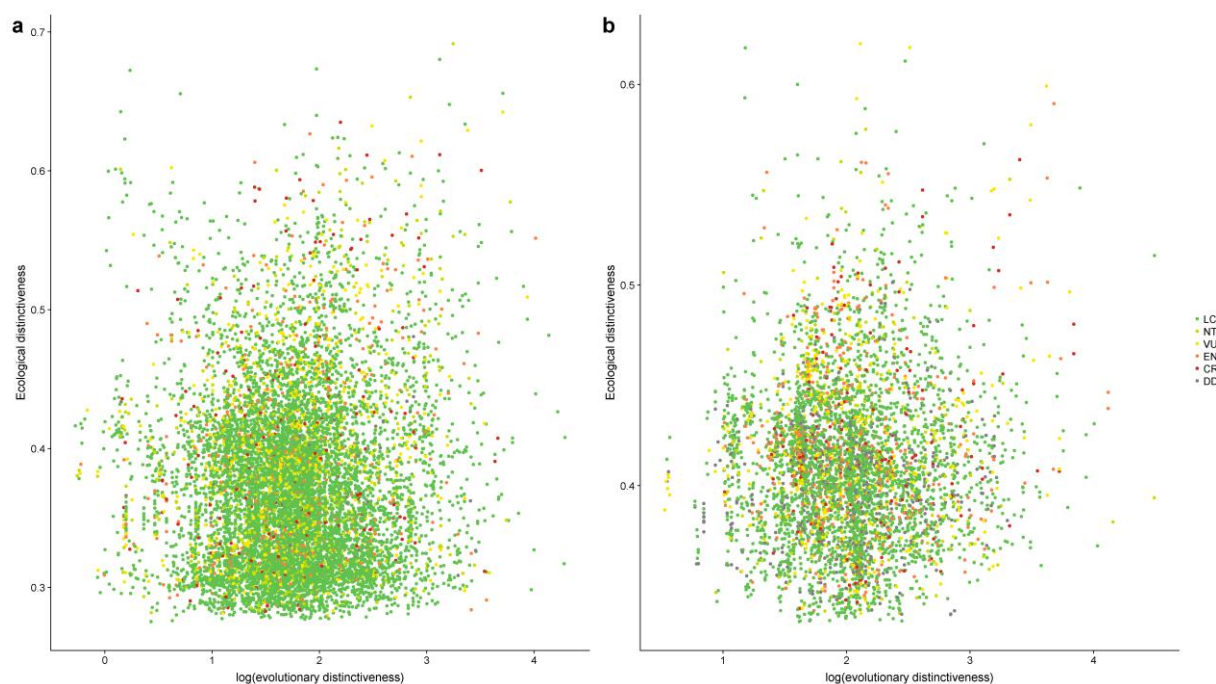 a
0.7
0.6
0.5
0.4
0.3
Ecological distinctiveness
0 1 2 3 4
log(evolutionary distinctiveness)
b
0.6
0.5
0.4
Ecological distinctiveness
1 2 3 4
log(evolutionary distinctiveness)
LC
NT
VU
EN
CR
DD